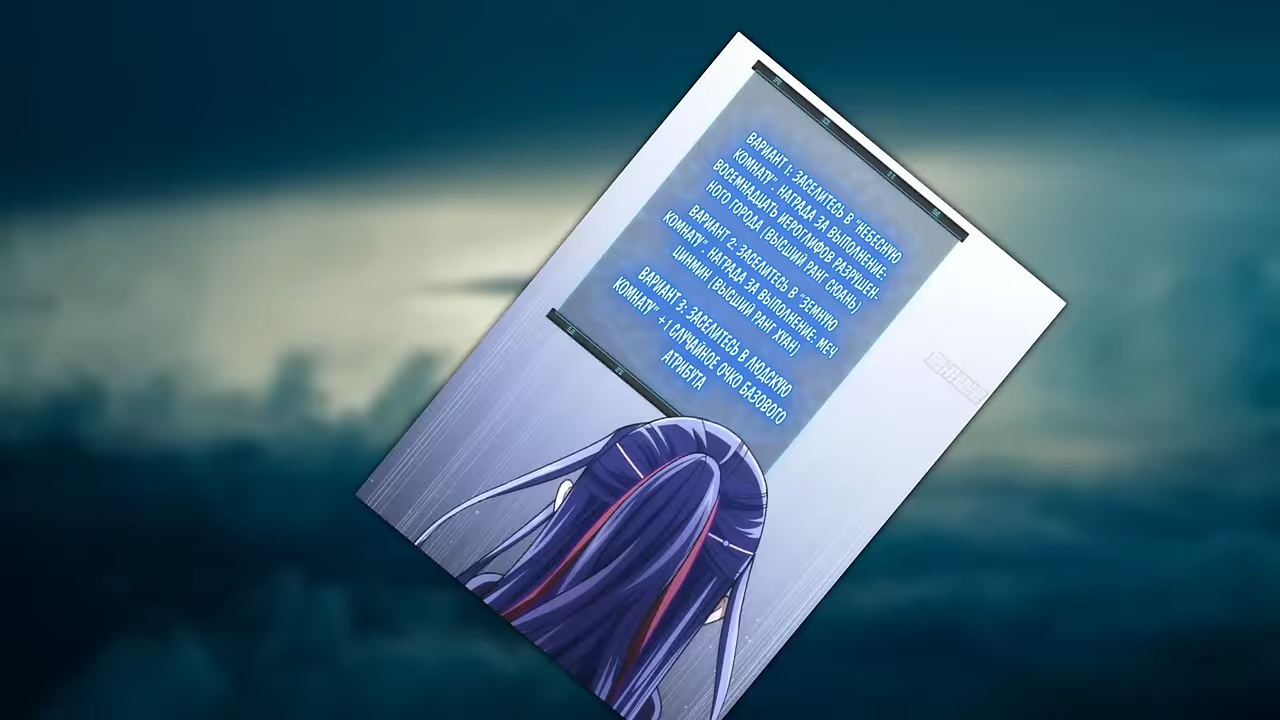 ВАРИАНТ 1: ЗАСЕЛИТЕСЬ В "НЕБЕСНУЮ
КОМНАТУ". НАГРАДА ЗА ВЫПОЛНЕНИЕ:
ВОСЕМНАДЦАТЬ ИЕРОГЛИФОВ РАЗРУШЕН-
НОГО ГОРОДА (ВЫСШИЙ РАНГ СЮАНЬ)
ВАРИАНТ 2: ЗАСЕЛИТЕСЬ В "ЗЕМНУЮ
КОМНАТУ". НАГРАДА ЗА ВЫПОЛНЕНИЕ: МЕЧ
ЦИНМИН (ВЫСШИЙ РАНГ ХУАН)
ВАРИАНТ 3: ЗАСЕЛИТЕСЬ В ЛЮДСКУЮ
КОМНАТУ" +1 СЛУЧАЙНОЕ ОЧКО БАЗОВОГО
АТРИБУТА